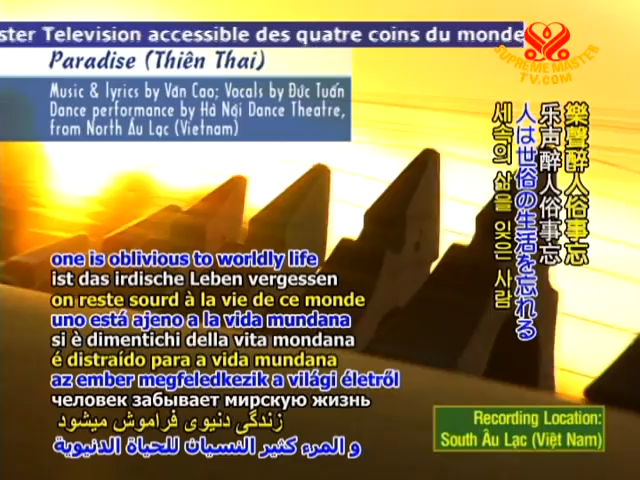 ster Television accessible des quatre coins du monde
SUPREME MASTER
TV.COM
Paradise (Thiên Thai)
Music & lyrics by Văn Cao; Vocals by Đức Tuấn
Dance performance by Hà Nội Dance Theatre,
from North Âu Lạc (Vietnam)
樂聲醉人俗事忘
乐声醉人俗事忘
人は世俗の生活を忘れる
세속의 삶을 잊은 사람
one is oblivious to worldly life
ist das irdische Leben vergessen
on reste sourd à la vie de ce monde
uno está ajeno a la vida mundana
si è dimentichi della vita mondana
é distraído para a vida mundana
az ember megfeledkezik a világi életről
человек забывает мирскую жизнь
زندگی دنیوی فراموش میشود
و المرء كثير النسيان للحياة الدنيوية
Recording Location:
South Âu Lạc (Việt Nam)